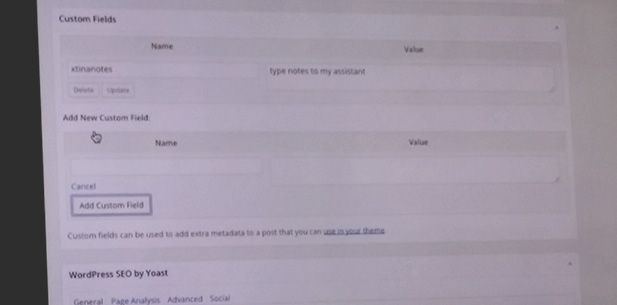 Custom Fields
Name Value
xtinanotes type notes to my assistant
Delete Update
Add New Custom Field:
Name Value
Cancel
Add Custom Field
Custom fields can be used to add extra metadata to a post that you can use in your theme.
WordPress SEO by Yoast
General Page Analysis Advanced Social